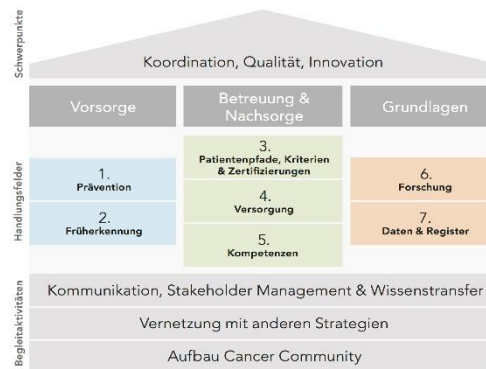 Schwerpunkte
Koordination, Qualität, Innovation
Vorsorge
Betreuung &
Nachsorge
Grundlagen
Handlungsfelder
1.
Prävention
2.
Früherkennung
3.
Patientenpfade, Kriterien
& Zertifizierungen
4.
Versorgung
5.
Kompetenzen
6.
Forschung
7.
Daten & Register
Begleitaktivitäten
Kommunikation, Stakeholder Management & Wissenstransfer
Vernetzung mit anderen Strategien
Aufbau Cancer Community